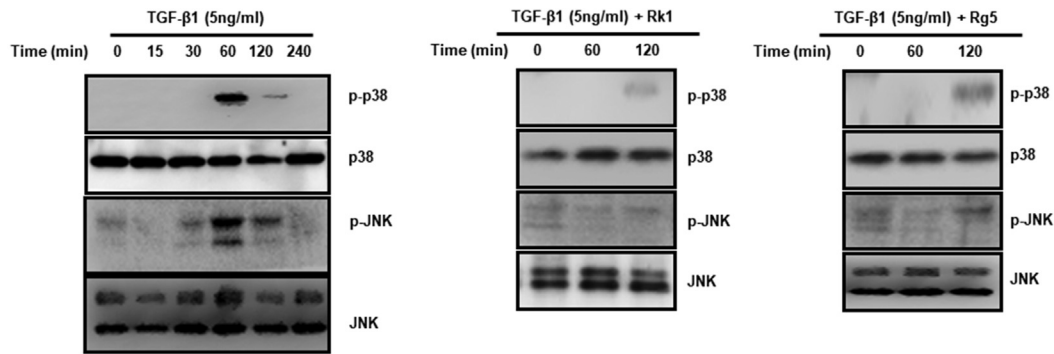 TGF-β1 (5ng/ml)
Time (min) 0 15 30 60 120 240
p-p38
p38
p-JNK
JNK
TGF-β1 (5ng/ml) + Rk1
Time (min) 0 60 120
p-p38
p38
p-JNK
JNK
TGF-β1 (5ng/ml) + Rg5
Time (min) 0 60 120
p-p38
p38
p-JNK
JNK